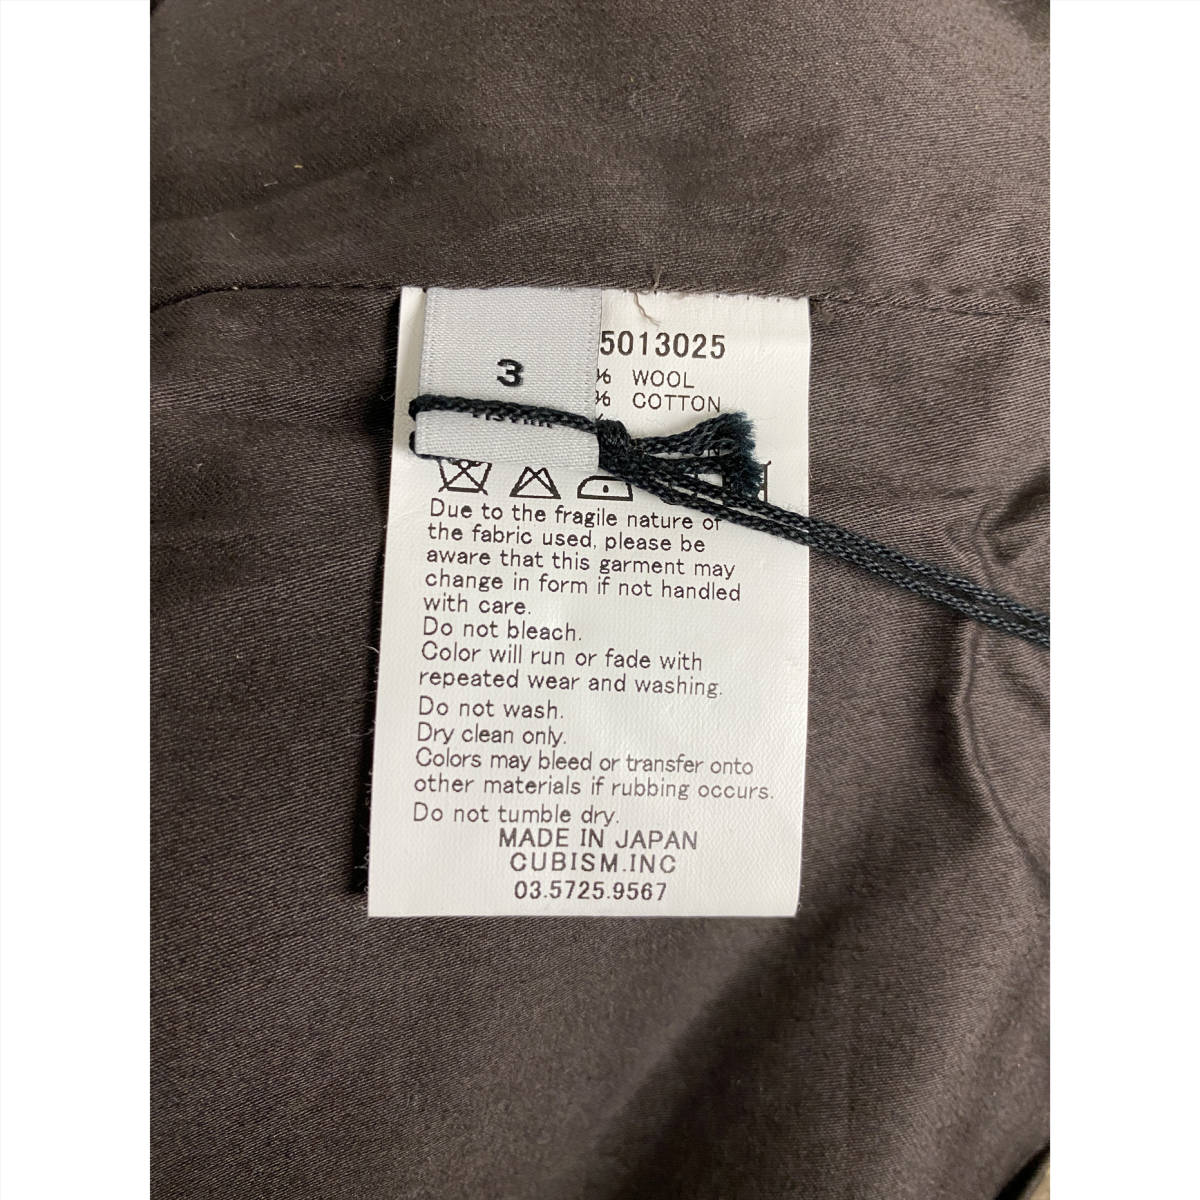 5013025
3
% WOOL
% COTTON
Due to the fragile nature of
the fabric used, please be
aware that this garment may
change in form if not handled
with care.
Do not bleach.
Color will run or fade with
repeated wear and washing.
Do not wash.
Dry clean only.
Colors may bleed or transfer onto
other materials if rubbing occurs.
Do not tumble dry.
MADE IN JAPAN
CUBISM.INC
03.5725.9567